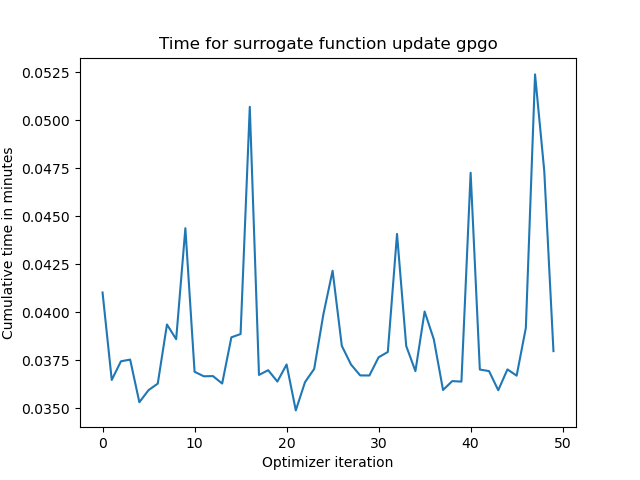 Time for surrogate function update gpgo
Cumulative time in minutes
0.0525
0.0500
0.0475
0.0450
0.0425
0.0400
0.0375
0.0350
0 10 20 30 40 50
Optimizer iteration